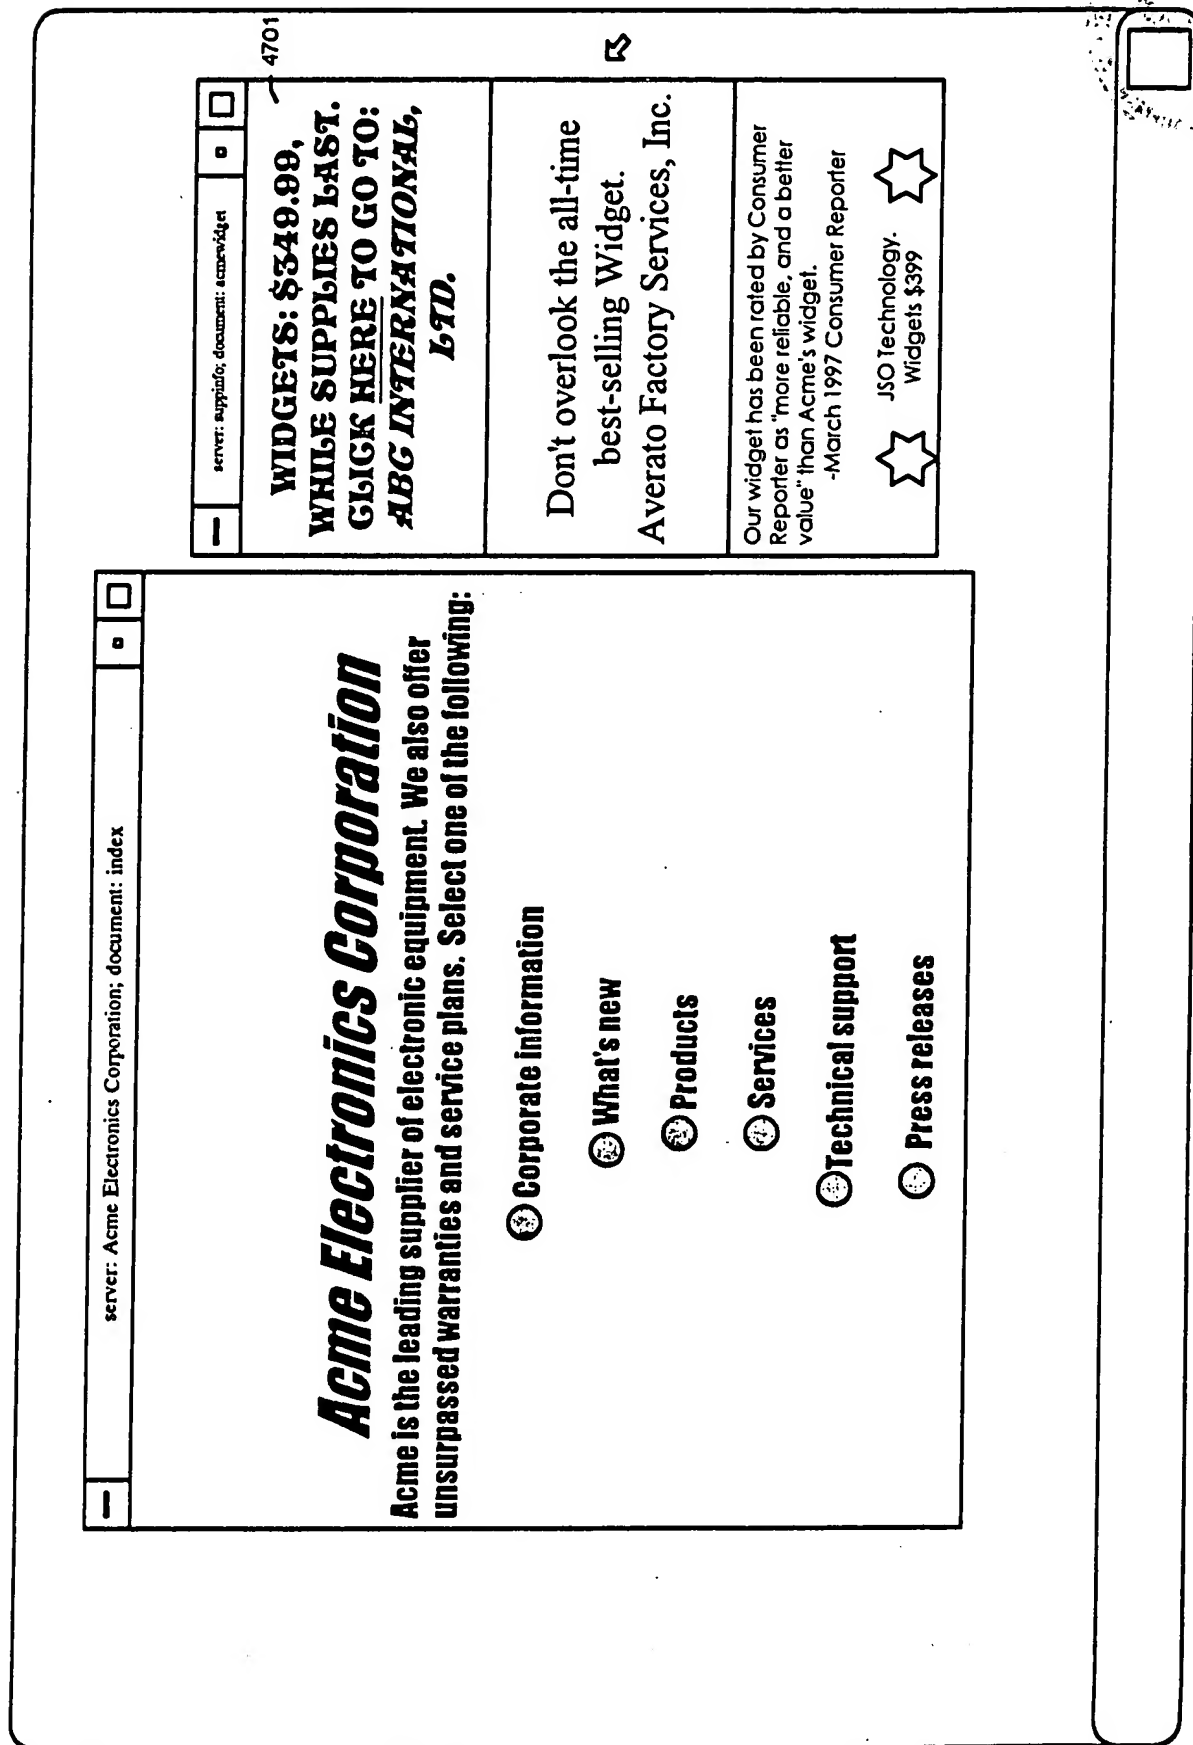 server: Acme Electronics Corporation; document: index
Acme Electronics Corporation
Acme is the leading supplier of electronic equipment. We also offer
unsurpassed warranties and service plans. Select one of the following:
Corporate information
What's new
Products
Services
Technical support
Press releases
server: suppinfo; document: acmewidget
4701
WIDGETS: $349.99,
WHILE SUPPLIES LAST.
CLICK HERE TO GO TO:
ABG INTERNATIONAL,
LTD.
Don't overlook the all-time
best-selling Widget.
Averato Factory Services, Inc.
Our widget has been rated by Consumer
Reporter as "more reliable, and a better
value" than Acme's widget.
-March 1997 Consumer Reporter
JSO Technology.
Widgets $399